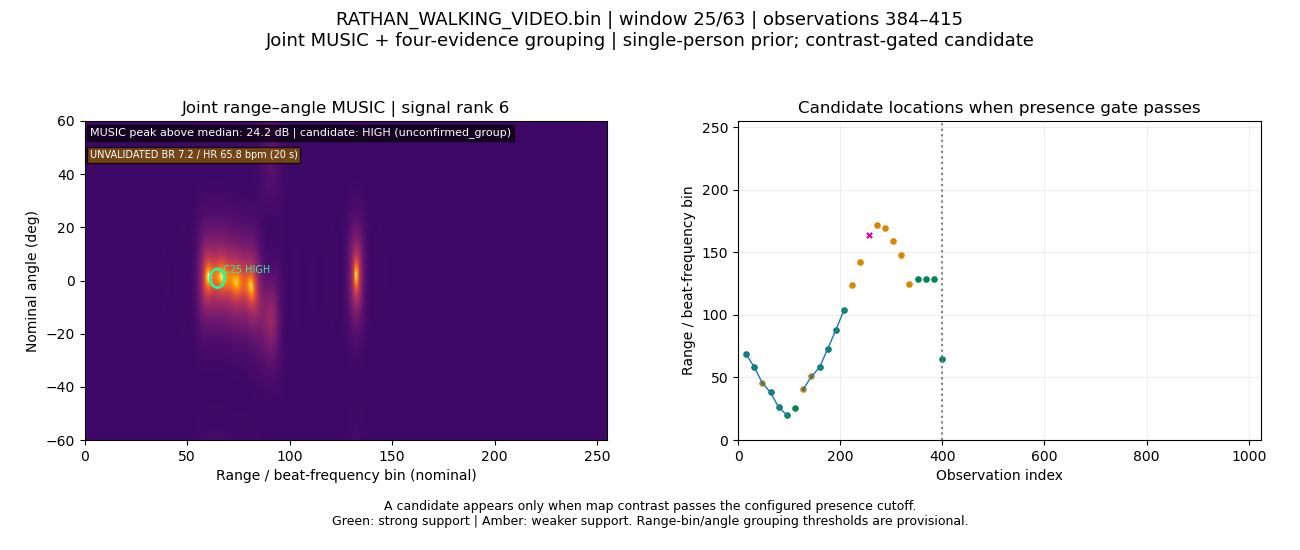 RATHAN_WALKING_VIDEO.bin | window 25/63 | observations 384–415
Joint MUSIC + four-evidence grouping | single-person prior; contrast-gated candidate
Joint range–angle MUSIC | signal rank 6
MUSIC peak above median: 24.2 dB | candidate: HIGH (unconfirmed_group)
UNVALIDATED BR 7.2 / HR 65.8 bpm (20 s)
C25 HIGH
Nominal angle (deg)
60
40
20
0
−20
−40
−60
0 50 100 150 200 250
Range / beat-frequency bin (nominal)
Candidate locations when presence gate passes
Range / beat-frequency bin
250
200
150
100
50
0
0 200 400 600 800 1000
Observation index
A candidate appears only when map contrast passes the configured presence cutoff.
Green: strong support | Amber: weaker support. Range-bin/angle grouping thresholds are provisional.